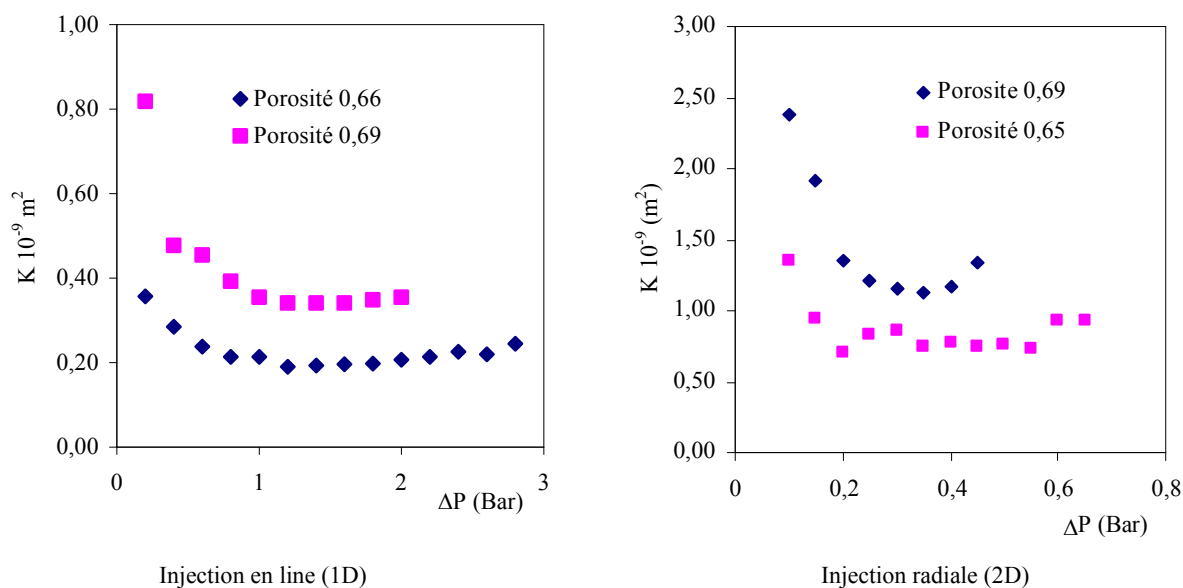 1,00
0,80
0,60
0,40
0,20
0,00
K 10⁻⁹ m²
Porosité 0,66
Porosité 0,69
0
1
2
3
ΔP (Bar)
Injection en line (1D)
3,00
2,50
2,00
1,50
1,00
0,50
0,00
K 10⁻⁹ (m²)
Porosite 0,69
Porosité 0,65
0
0,2
0,4
0,6
0,8
ΔP (Bar)
Injection radiale (2D)